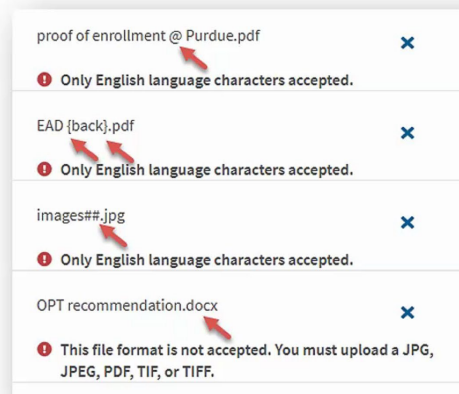 proof of enrollment @ Purdue.pdf
Only English language characters accepted.
EAD {back}.pdf
Only English language characters accepted.
images##.jpg
Only English language characters accepted.
OPT recommendation.docx
This file format is not accepted. You must upload a JPG,
JPEG, PDF, TIF, or TIFF.